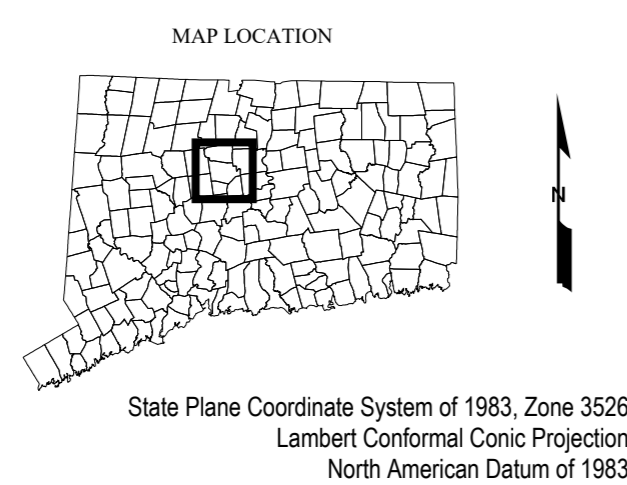 MAP LOCATION
N
State Plane Coordinate System of 1983, Zone 3526
Lambert Conformal Conic Projection
North American Datum of 1983